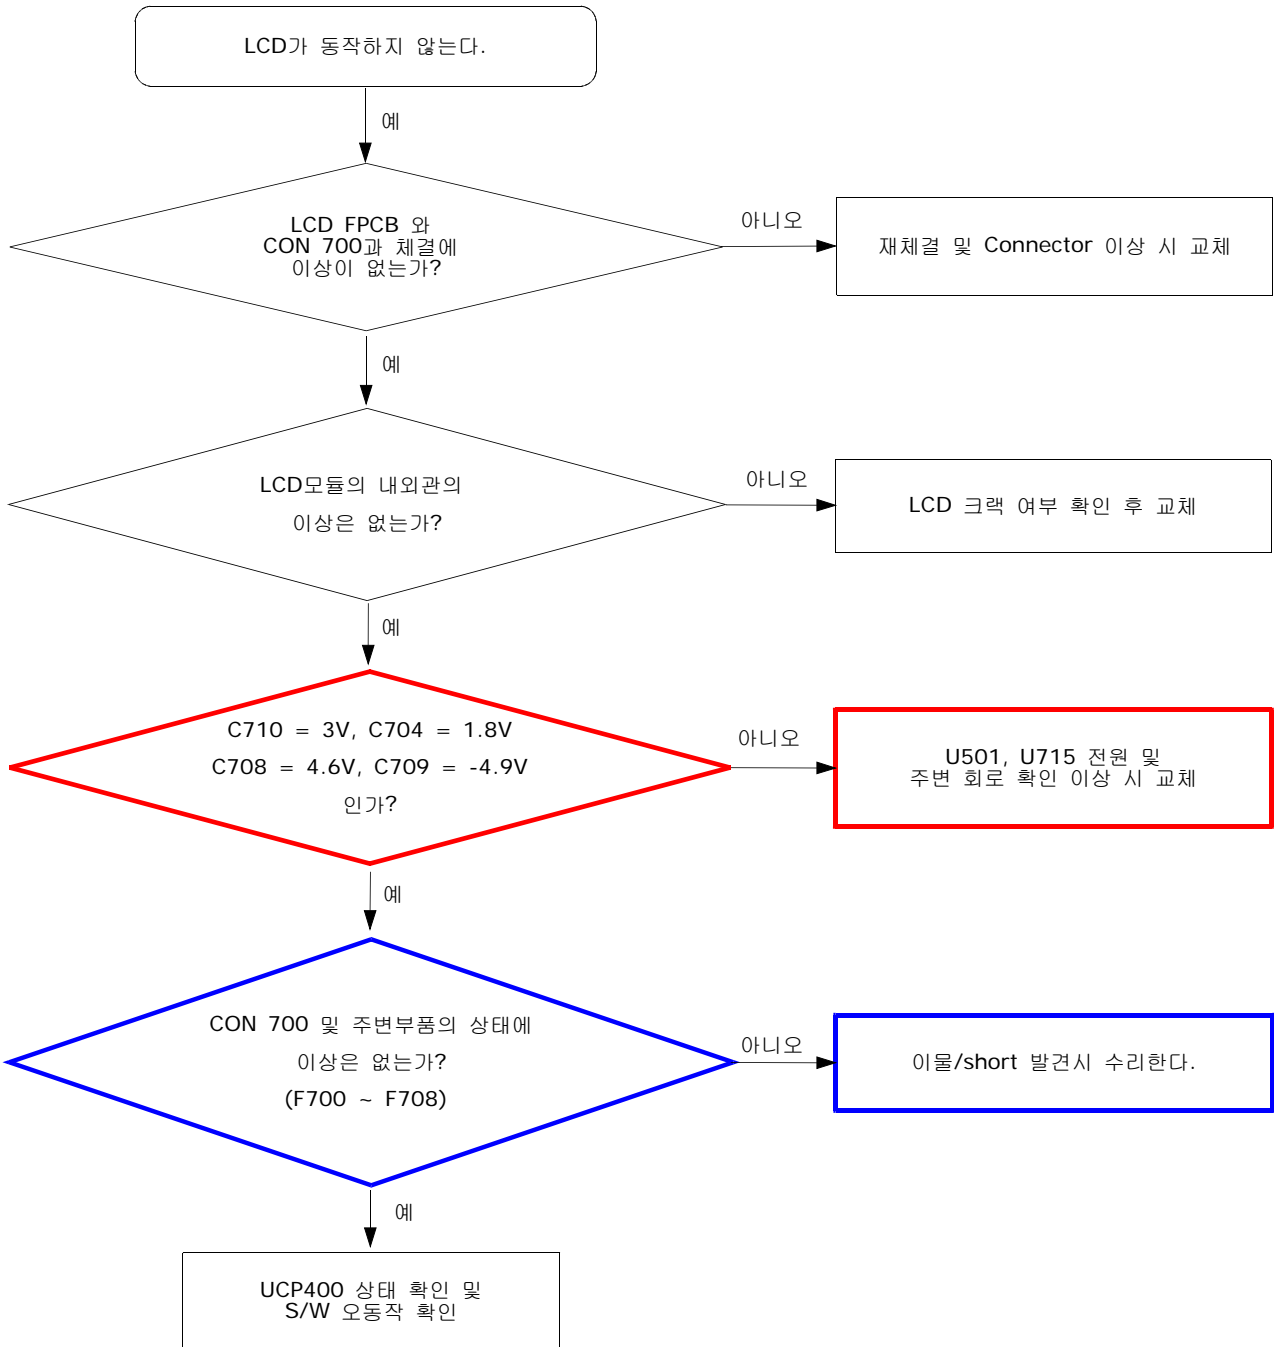 LCD가 동작하지 않는다.
예
LCD FPCB 와
CON 700과 체결에
이상이 없는가?
아니오
재체결 및 Connector 이상 시 교체
예
LCD모듈의 내외관의
이상은 없는가?
아니오
LCD 크랙 여부 확인 후 교체
예
C710 = 3V, C704 = 1.8V
C708 = 4.6V, C709 = -4.9V
인가?
아니오
U501, U715 전원 및
주변 회로 확인 이상 시 교체
예
CON 700 및 주변부품의 상태에
이상은 없는가?
(F700 ~ F708)
아니오
이물/short 발견시 수리한다.
예
UCP400 상태 확인 및
S/W 오동작 확인